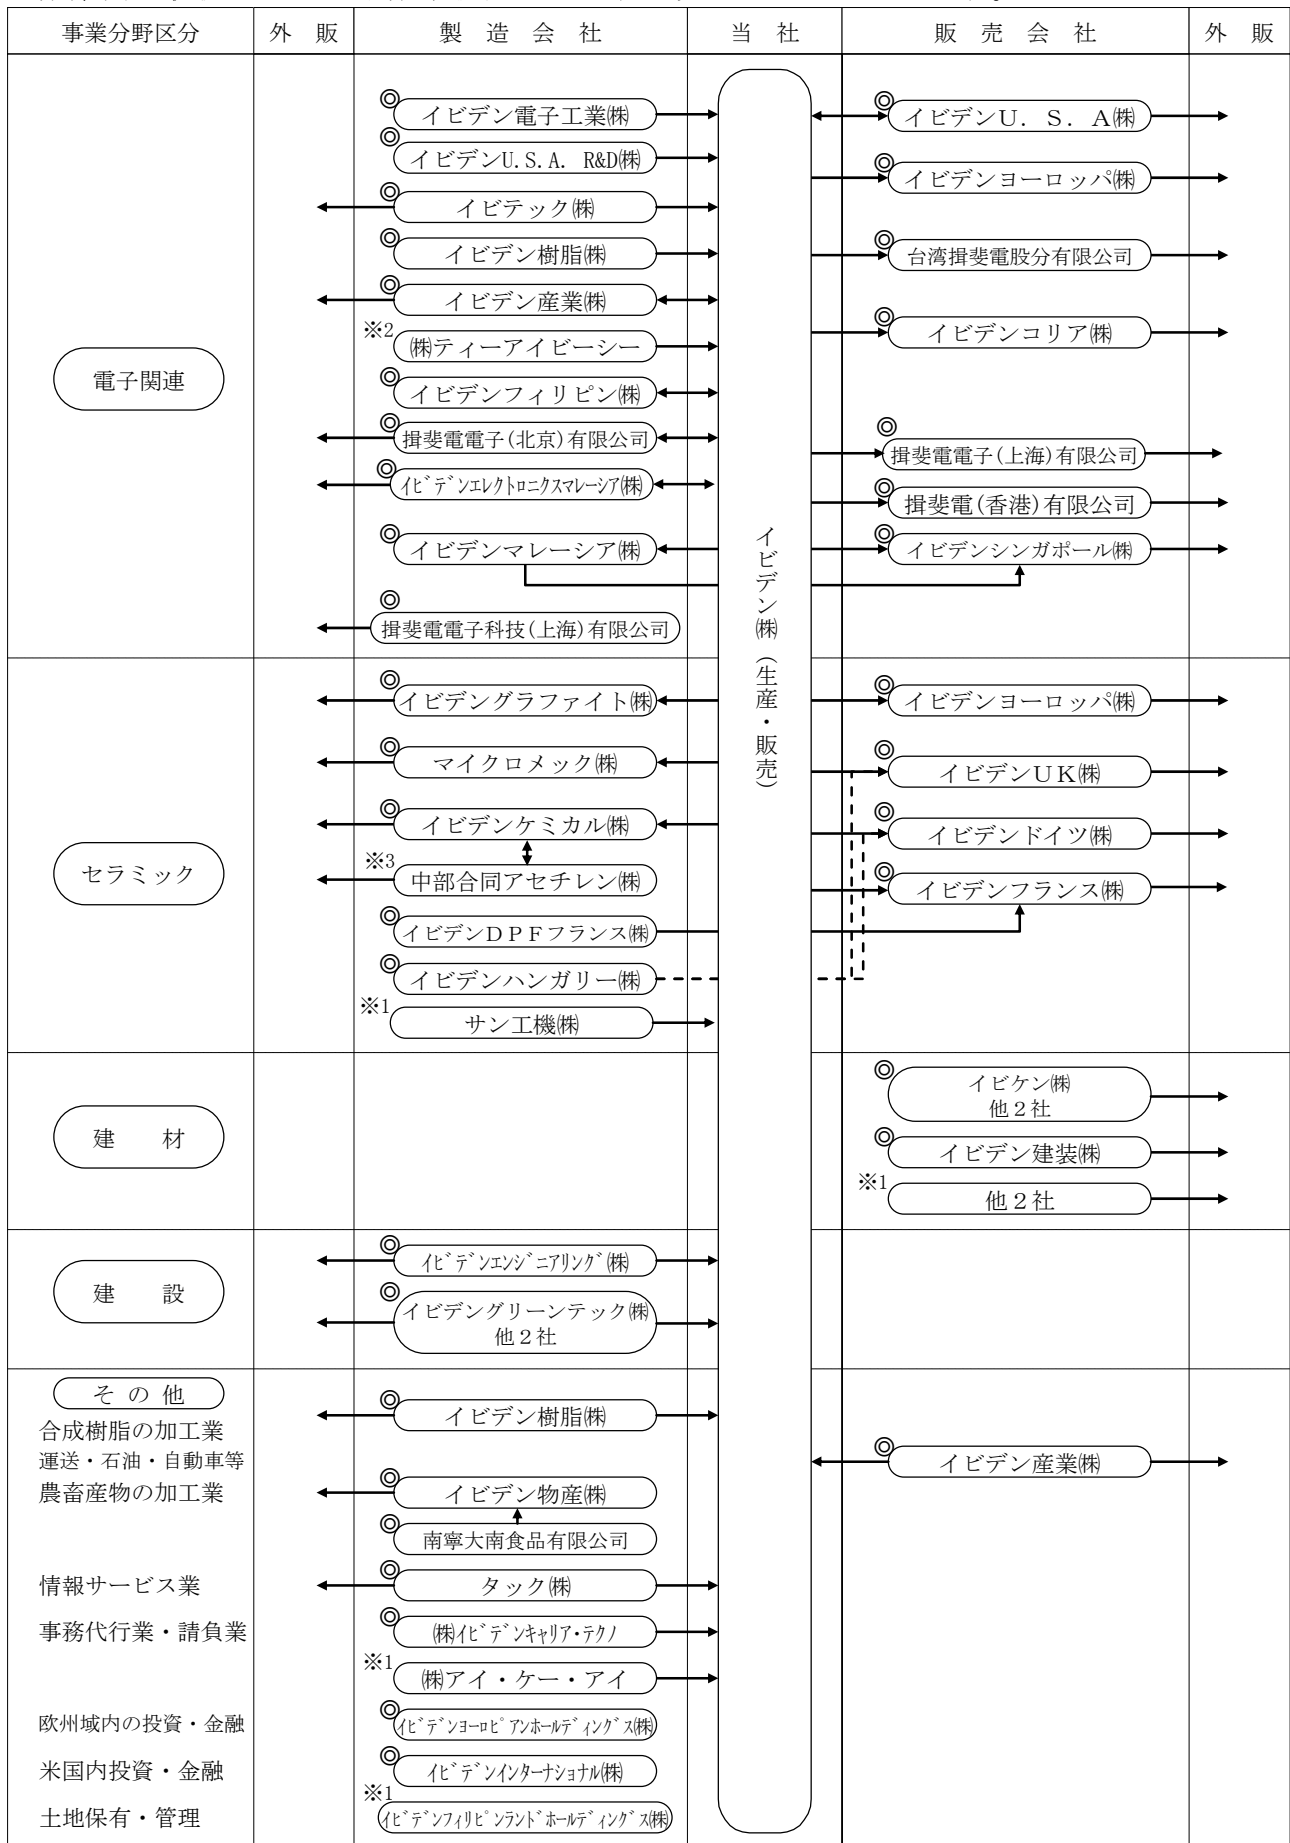 事業分野区分 外 販 製 造 会 社 当 社 販 売 会 社 外 販
電子関連
◎ イビデン電子工業㈱
◎ イビデンU.S.A. R&D㈱
◎ イビテック㈱
◎ イビデン樹脂㈱
◎ イビデン産業㈱
※2 ㈱ティーアイビーシー
◎ イビデンフィリピン㈱
◎ 揖斐電電子(北京)有限公司
◎ イビデンエレクトロニクスマレーシア㈱
◎ イビデンマレーシア㈱
◎ 揖斐電電子科技(上海)有限公司
イビデン㈱(生産・販売)
◎ イビデンU.S.A㈱
◎ イビデンヨーロッパ㈱
◎ 台湾揖斐電股分有限公司
◎ イビデンコリア㈱
◎ 揖斐電電子(上海)有限公司
◎ 揖斐電(香港)有限公司
◎ イビデンシンガポール㈱
セラミック
◎ イビデングラファイト㈱
◎ マイクロメック㈱
◎ イビデンケミカル㈱
※3 中部合同アセチレン㈱
◎ イビデンDPFフランス㈱
◎ イビデンハンガリー㈱
※1 サン工機㈱
◎ イビデンヨーロッパ㈱
◎ イビデンUK㈱
◎ イビデンドイツ㈱
◎ イビデンフランス㈱
建 材
◎ イビケン㈱
他2社
◎ イビデン建装㈱
※1 他2社
建 設
◎ イビデンエンジニアリング㈱
◎ イビデングリーンテック㈱
他2社
その他
合成樹脂の加工業
◎ イビデン樹脂㈱
運送・石油・自動車等
◎ イビデン産業㈱
農畜産物の加工業
◎ イビデン物産㈱
◎ 南寧大南食品有限公司
情報サービス業
◎ タック㈱
事務代行業・請負業
◎ ㈱イビデンキャリア・テクノ
※1 ㈱アイ・ケー・アイ
欧州域内の投資・金融
◎ イビデンヨーロピアンホールディングス㈱
米国内投資・金融
◎ イビデンインターナショナル㈱
土地保有・管理
※1 イビデンフィリピンランドホールディングス㈱